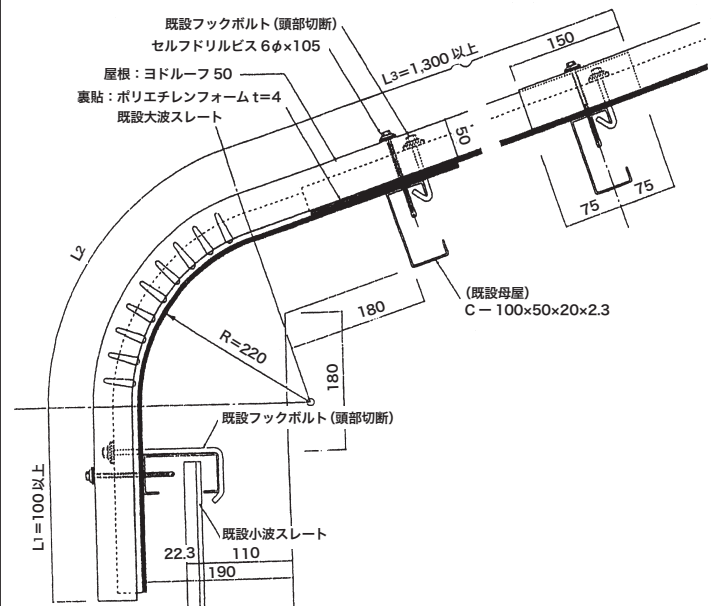 既設フックボルト(頭部切断)
セルフドリルビス 6φ×105
屋根：ヨドルーフ 50
裏貼：ポリエチレンフォーム t=4
既設大波スレート
L3=1,300 以上
150
50
75
75
L2
(既設母屋)
C ー 100×50×20×2.3
180
R=220
180
既設フックボルト(頭部切断)
L1=100 以上
既設小波スレート
22.3
110
190